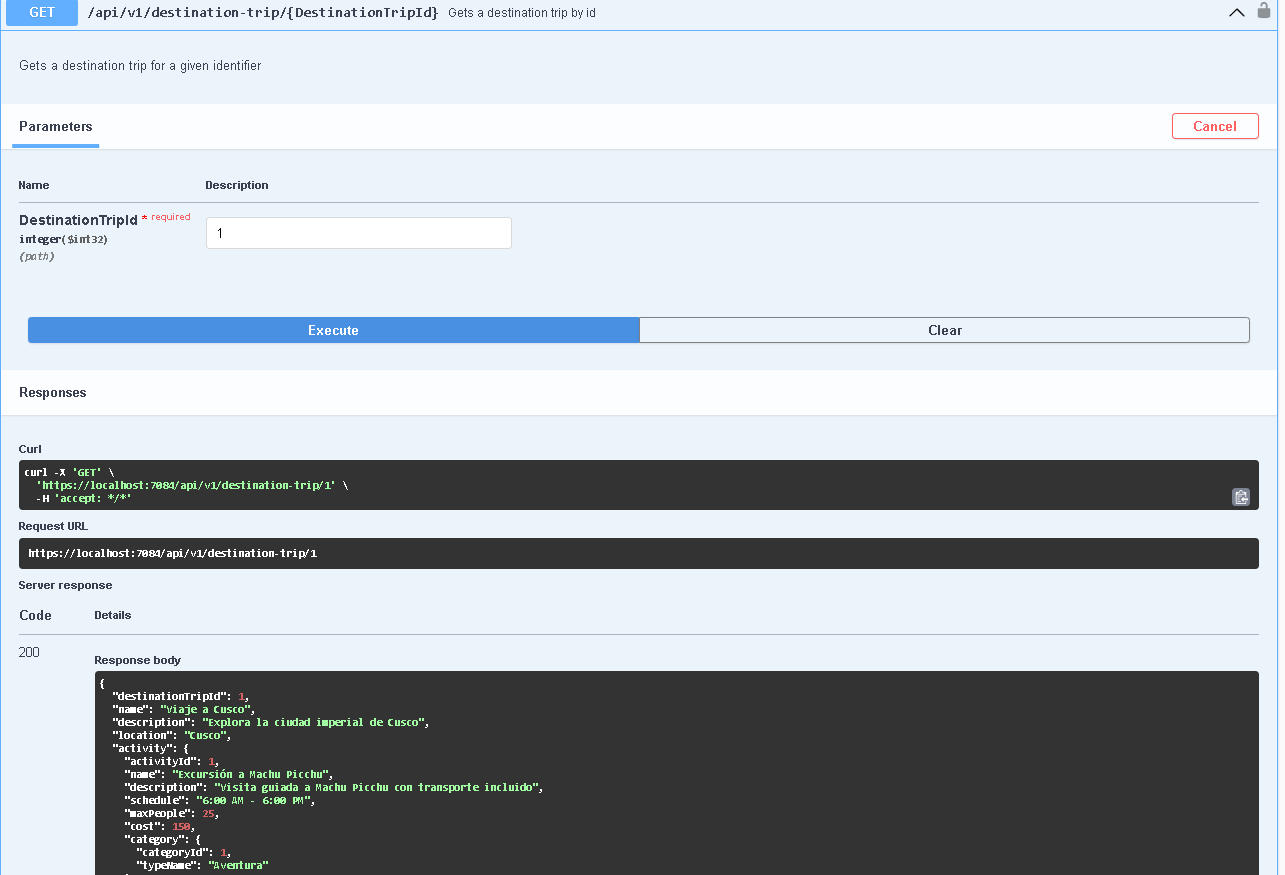 GET /api/v1/destination-trip/{DestinationTripId} Gets a destination trip by id
Gets a destination trip for a given identifier
Parameters Cancel
Name Description
DestinationTripId * required
integer($int32)
(path)
1
Execute Clear
Responses
Curl
curl -X 'GET' \
'https://localhost:7084/api/v1/destination-trip/1' \
-H 'accept: */*'
Request URL
https://localhost:7084/api/v1/destination-trip/1
Server response
Code Details
200
Response body
{
"destinationTripId": 1,
"name": "Viaje a Cusco",
"description": "Explora la ciudad imperial de Cusco",
"location": "Cusco",
"activity": {
"activityId": 1,
"name": "Excursión a Machu Picchu",
"description": "Visita guiada a Machu Picchu con transporte incluido",
"schedule": "6:00 AM - 6:00 PM",
"maxPeople": 25,
"cost": 150,
"category": {
"categoryId": 1,
"typeName": "Aventura"